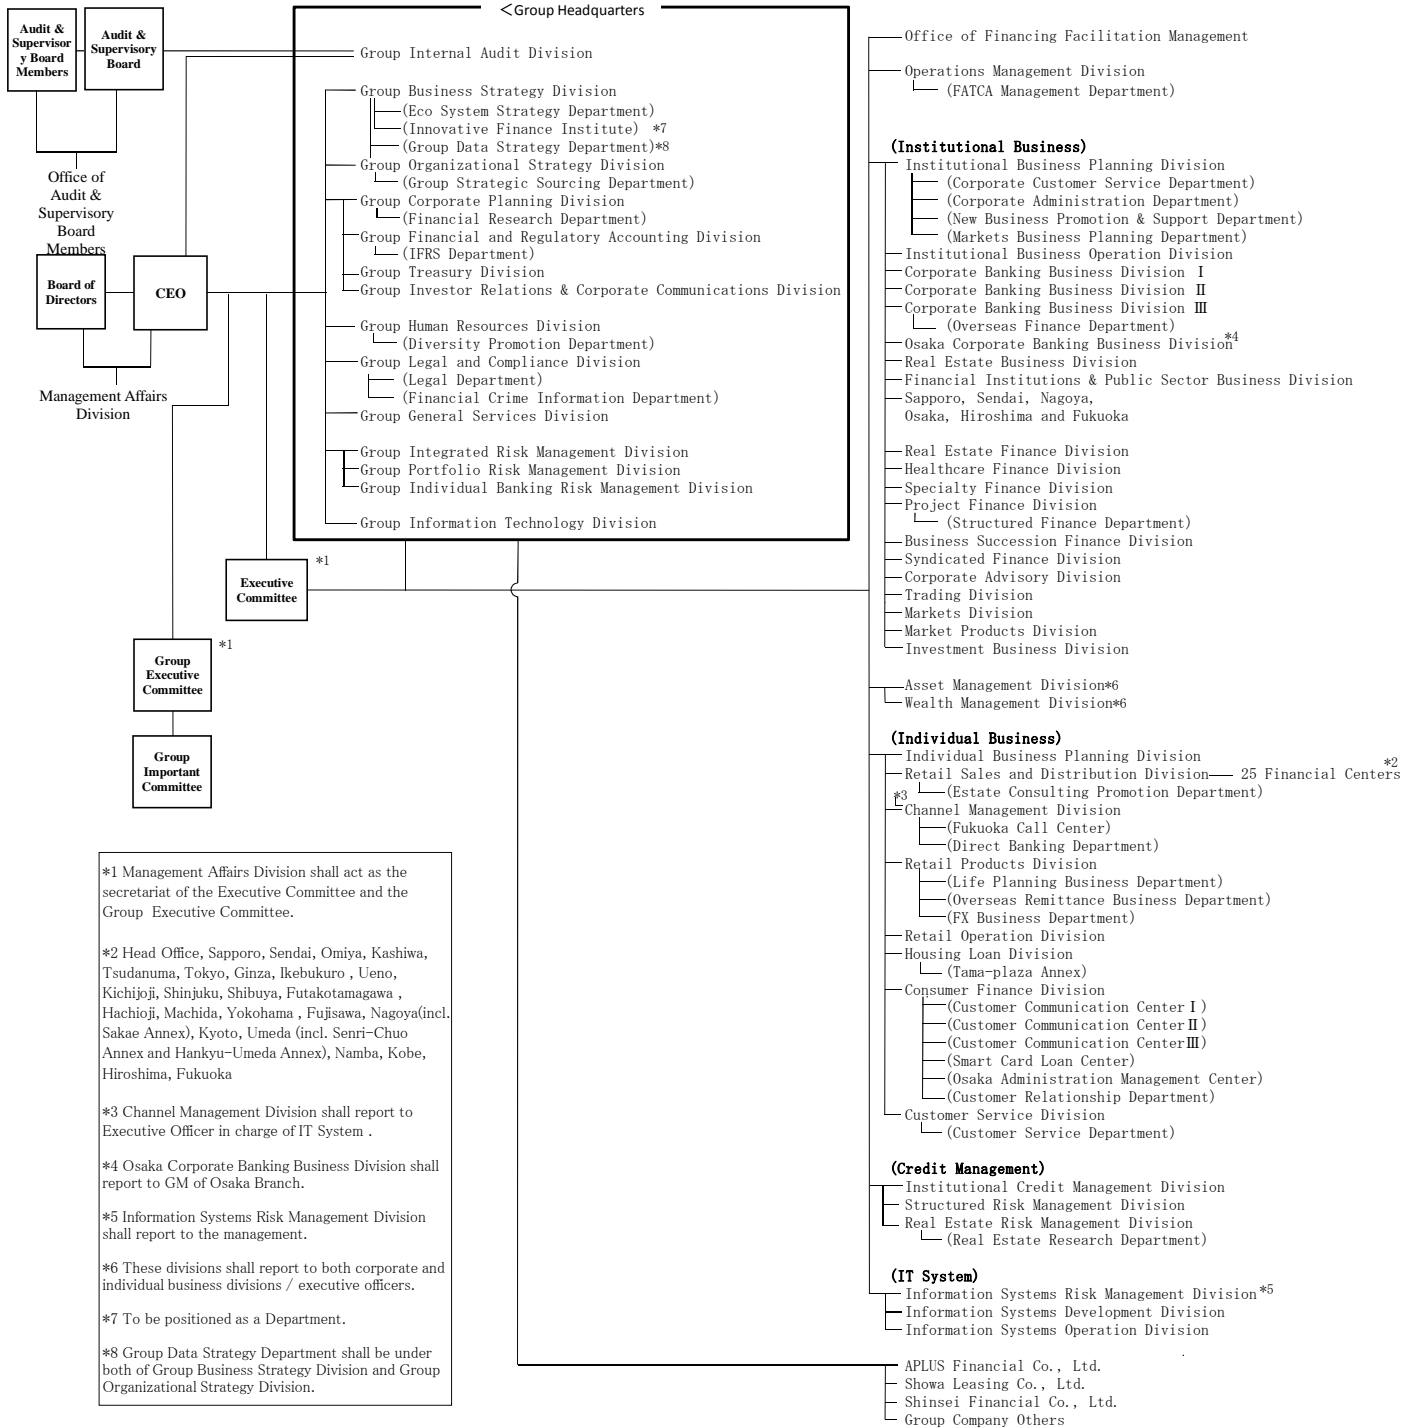 Audit &
Supervisor
y Board
Members
Audit &
Supervisory
Board
Office of
Audit &
Supervisory
Board
Members
Board of
Directors
CEO
Management Affairs
Division
Executive
Committee
*1
Group
Executive
Committee
*1
Group
Important
Committee
<Group Headquarters
Group Internal Audit Division
Group Business Strategy Division
(Eco System Strategy Department)
(Innovative Finance Institute) *7
(Group Data Strategy Department)*8
Group Organizational Strategy Division
(Group Strategic Sourcing Department)
Group Corporate Planning Division
(Financial Research Department)
Group Financial and Regulatory Accounting Division
(IFRS Department)
Group Treasury Division
Group Investor Relations & Corporate Communications Division
Group Human Resources Division
(Diversity Promotion Department)
Group Legal and Compliance Division
(Legal Department)
(Financial Crime Information Department)
Group General Services Division
Group Integrated Risk Management Division
Group Portfolio Risk Management Division
Group Individual Banking Risk Management Division
Group Information Technology Division
Office of Financing Facilitation Management
Operations Management Division
(FATCA Management Department)
(Institutional Business)
Institutional Business Planning Division
(Corporate Customer Service Department)
(Corporate Administration Department)
(New Business Promotion & Support Department)
(Markets Business Planning Department)
Institutional Business Operation Division
Corporate Banking Business Division Ⅰ
Corporate Banking Business Division Ⅱ
Corporate Banking Business Division Ⅲ
(Overseas Finance Department)
Osaka Corporate Banking Business Division*4
Real Estate Business Division
Financial Institutions & Public Sector Business Division
Sapporo, Sendai, Nagoya,
Osaka, Hiroshima and Fukuoka
Real Estate Finance Division
Healthcare Finance Division
Specialty Finance Division
Project Finance Division
(Structured Finance Department)
Business Succession Finance Division
Syndicated Finance Division
Corporate Advisory Division
Trading Division
Markets Division
Market Products Division
Investment Business Division
Asset Management Division*6
Wealth Management Division*6
(Individual Business)
Individual Business Planning Division
Retail Sales and Distribution Division 25 Financial Centers *2
(Estate Consulting Promotion Department)
*3
Channel Management Division
(Fukuoka Call Center)
(Direct Banking Department)
Retail Products Division
(Life Planning Business Department)
(Overseas Remittance Business Department)
(FX Business Department)
Retail Operation Division
Housing Loan Division
(Tama-plaza Annex)
Consumer Finance Division
(Customer Communication CenterⅠ)
(Customer Communication CenterⅡ)
(Customer Communication CenterⅢ)
(Smart Card Loan Center)
(Osaka Administration Management Center)
(Customer Relationship Department)
Customer Service Division
(Customer Service Department)
(Credit Management)
Institutional Credit Management Division
Structured Risk Management Division
Real Estate Risk Management Division
(Real Estate Research Department)
(IT System)
Information Systems Risk Management Division*5
Information Systems Development Division
Information Systems Operation Division
APLUS Financial Co., Ltd.
Showa Leasing Co., Ltd.
Shinsei Financial Co., Ltd.
Group Company Others
*1 Management Affairs Division shall act as the
secretariat of the Executive Committee and the
Group Executive Committee.
*2 Head Office, Sapporo, Sendai, Omiya, Kashiwa,
Tsudanuma, Tokyo, Ginza, Ikebukuro , Ueno,
Kichijoji, Shinjuku, Shibuya, Futakotamagawa ,
Hachioji, Machida, Yokohama , Fujisawa, Nagoya(incl.
Sakae Annex), Kyoto, Umeda (incl. Senri-Chuo
Annex and Hankyu-Umeda Annex), Namba, Kobe,
Hiroshima, Fukuoka
*3 Channel Management Division shall report to
Executive Officer in charge of IT System .
*4 Osaka Corporate Banking Business Division shall
report to GM of Osaka Branch.
*5 Information Systems Risk Management Division
shall report to the management.
*6 These divisions shall report to both corporate and
individual business divisions / executive officers.
*7 To be positioned as a Department.
*8 Group Data Strategy Department shall be under
both of Group Business Strategy Division and Group
Organizational Strategy Division.